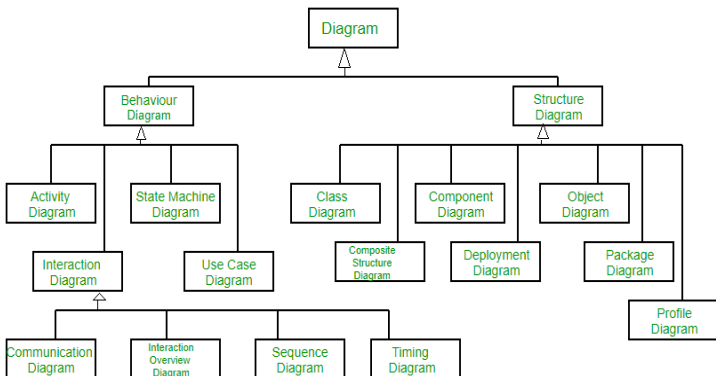 Diagram
Behaviour
Diagram
Structure
Diagram
Activity
Diagram
State Machine
Diagram
Class
Diagram
Component
Diagram
Object
Diagram
Interaction
Diagram
Use Case
Diagram
Composite
Structure
Diagram
Deployment
Diagram
Package
Diagram
Profile
Diagram
Communication
Diagram
Interaction
Overview
Diagram
Sequence
Diagram
Timing
Diagram